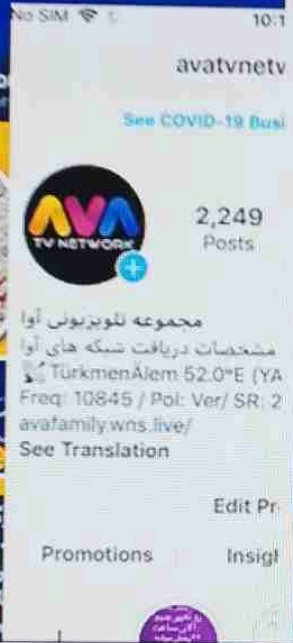 No SIM
10:1
avatvnetv
See COVID-19 Busi
AVA
TV NETWORK
2,249
Posts
مجموعه تلویزیونی آوا
مشخصات دریافت شبکه های آوا
TürkmenÄlem 52.0°E (YA
Freq: 10845 / Pol: Ver/ SR: 2
avafamily.wns.live/
See Translation
Edit Pr
Promotions
Insigh